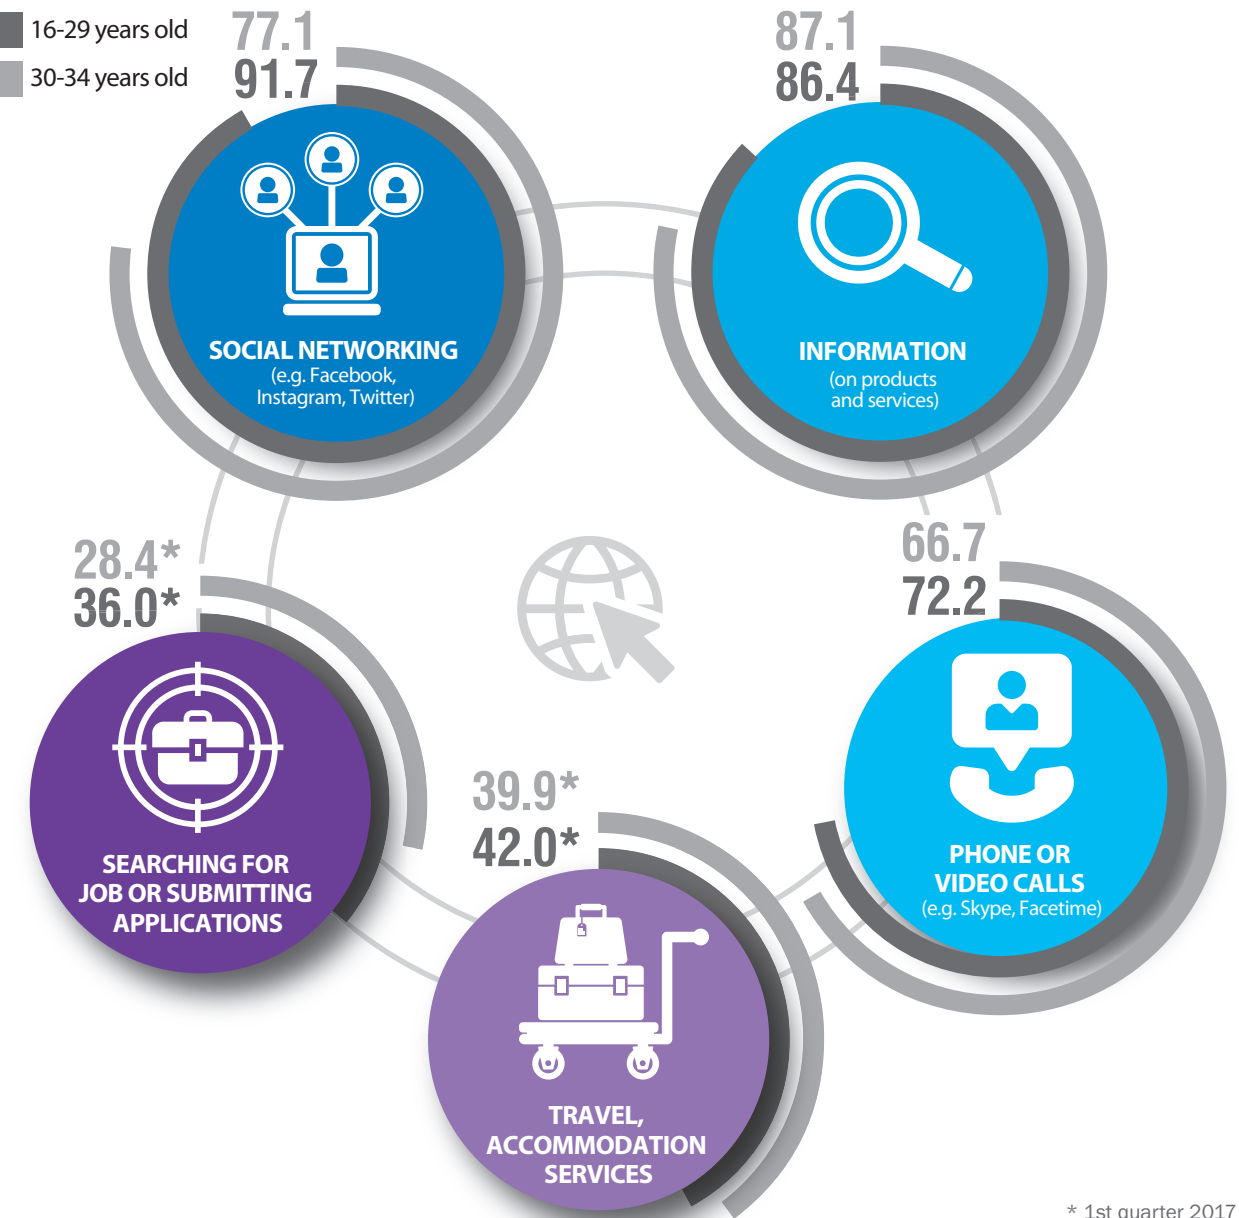 16-29 years old
30-34 years old
77.1
91.7
87.1
86.4
SOCIAL NETWORKING
(e.g. Facebook,
Instagram, Twitter)
INFORMATION
(on products
and services)
28.4*
36.0*
66.7
72.2
SEARCHING FOR
JOB OR SUBMITTING
APPLICATIONS
39.9*
42.0*
PHONE OR
VIDEO CALLS
(e.g. Skype, Facetime)
TRAVEL,
ACCOMMODATION
SERVICES
* 1st quarter 2017